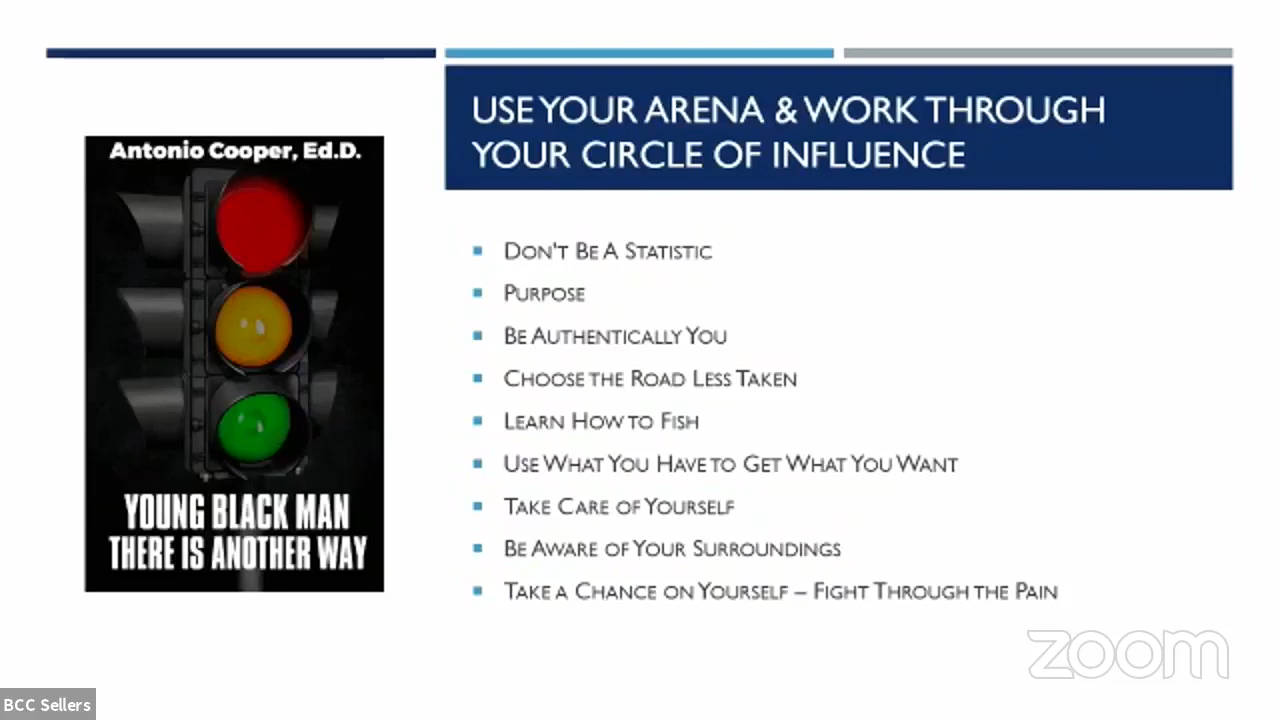 Antonio Cooper, Ed.D.
YOUNG BLACK MAN
THERE IS ANOTHER WAY
USE YOUR ARENA & WORK THROUGH
YOUR CIRCLE OF INFLUENCE
DON'T BE A STATISTIC
PURPOSE
BE AUTHENTICALLY YOU
CHOOSE THE ROAD LESS TAKEN
LEARN HOW TO FISH
USE WHAT YOU HAVE TO GET WHAT YOU WANT
TAKE CARE OF YOURSELF
BE AWARE OF YOUR SURROUNDINGS
TAKE A CHANCE ON YOURSELF – FIGHT THROUGH THE PAIN
zoom
BCC Sellers